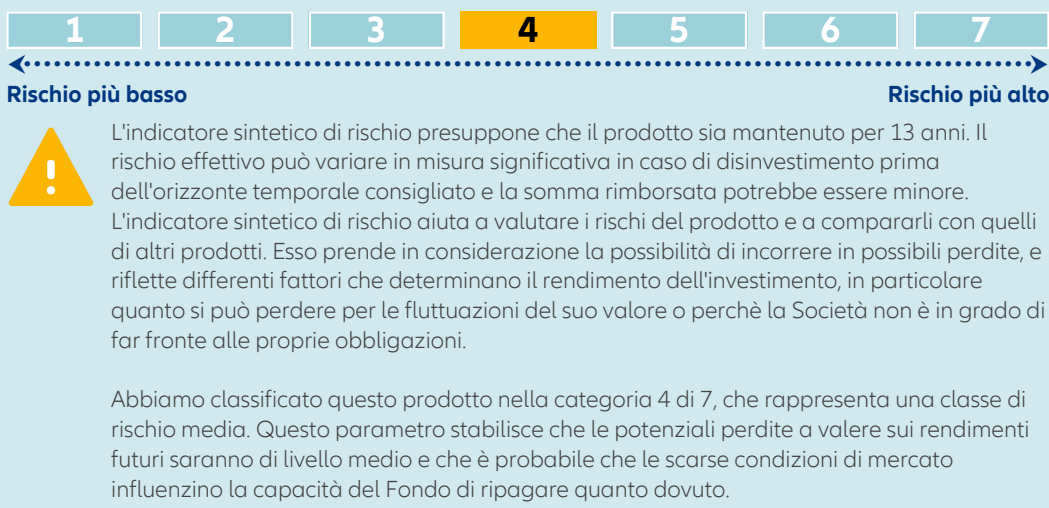 1 2 3 4 5 6 7
Rischio più basso Rischio più alto
L'indicatore sintetico di rischio presuppone che il prodotto sia mantenuto per 13 anni. Il
rischio effettivo può variare in misura significativa in caso di disinvestimento prima
dell'orizzonte temporale consigliato e la somma rimborsata potrebbe essere minore.
L'indicatore sintetico di rischio aiuta a valutare i rischi del prodotto e a compararli con quelli
di altri prodotti. Esso prende in considerazione la possibilità di incorrere in possibili perdite, e
riflette differenti fattori che determinano il rendimento dell'investimento, in particolare
quanto si può perdere per le fluttuazioni del suo valore o perchè la Società non è in grado di
far fronte alle proprie obbligazioni.
Abbiamo classificato questo prodotto nella categoria 4 di 7, che rappresenta una classe di
rischio media. Questo parametro stabilisce che le potenziali perdite a valere sui rendimenti
futuri saranno di livello medio e che è probabile che le scarse condizioni di mercato
influenzino la capacità del Fondo di ripagare quanto dovuto.